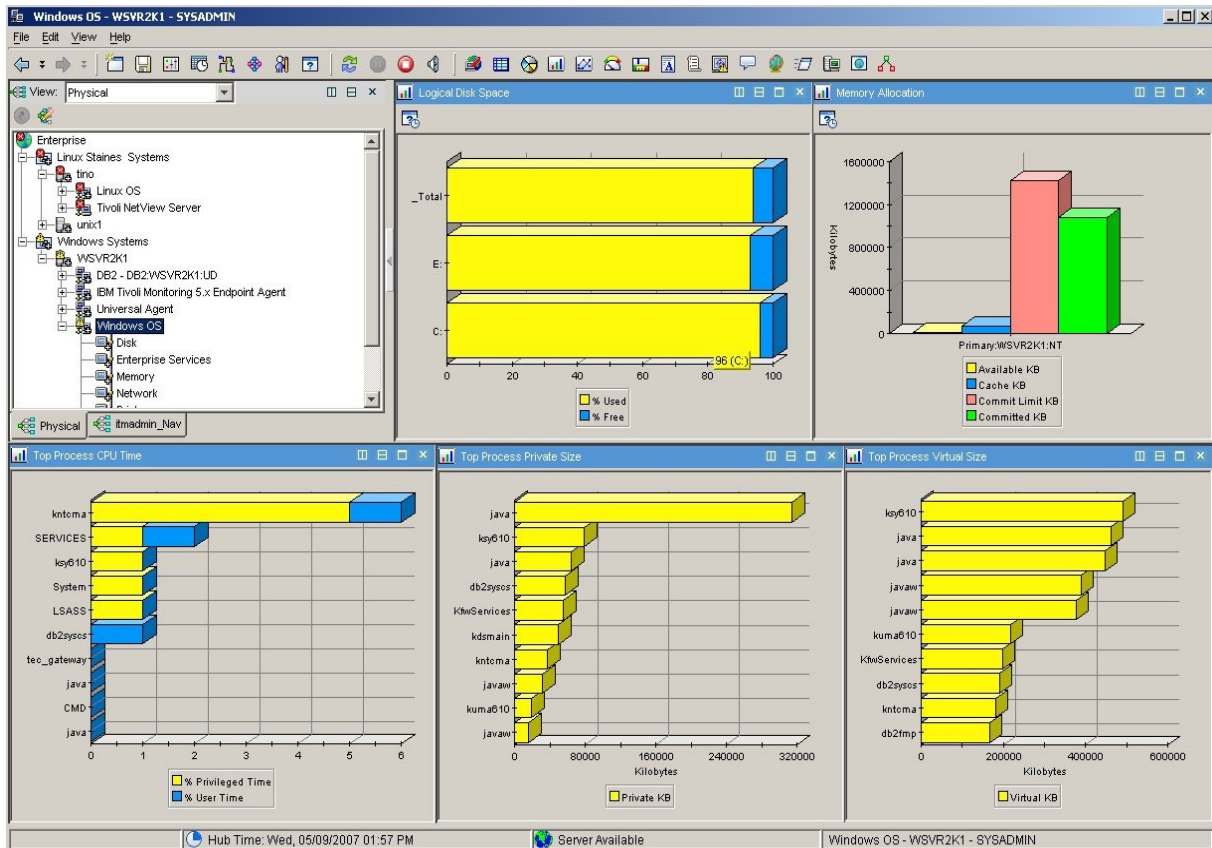 Windows OS - WSVR2K1 - SYSADMIN
File Edit View Help
View: Physical
Enterprise
Linux Staines Systems
tino
Linux OS
Tivoli NetView Server
unix1
Windows Systems
WSVR2K1
DB2 - DB2:WSVR2K1:UD
IBM Tivoli Monitoring 5.x Endpoint Agent
Universal Agent
Windows OS
Disk
Enterprise Services
Memory
Network
Physical
itmadmin_Nav
Logical Disk Space
_Total
E:
C:
96 (C:)
0 20 40 60 80 100
% Used
% Free
Memory Allocation
1600000
1200000
800000
400000
0
Kilobytes
Primary:WSVR2K1:NT
Available KB
Cache KB
Commit Limit KB
Committed KB
Top Process CPU Time
kntcma
SERVICES
ksy610
System
LSASS
db2syscs
tec_gateway
java
CMD
java
0 1 2 3 4 5 6
% Privileged Time
% User Time
Top Process Private Size
java
ksy610
java
db2syscs
KfwServices
kdsmain
kntcma
javaw
kuma610
javaw
0 80000 160000 240000 320000
Kilobytes
Private KB
Top Process Virtual Size
ksy610
java
java
javaw
javaw
kuma610
KfwServices
db2syscs
kntcma
db2fmp
0 200000 400000 600000
Kilobytes
Virtual KB
Hub Time: Wed, 05/09/2007 01:57 PM
Server Available
Windows OS - WSVR2K1 - SYSADMIN